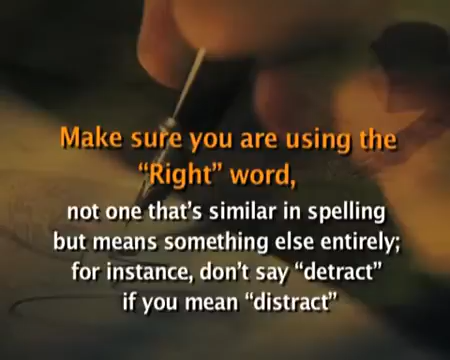 Make sure you are using the
“Right” word,
not one that's similar in spelling
but means something else entirely;
for instance, don't say “detract”
if you mean “distract”